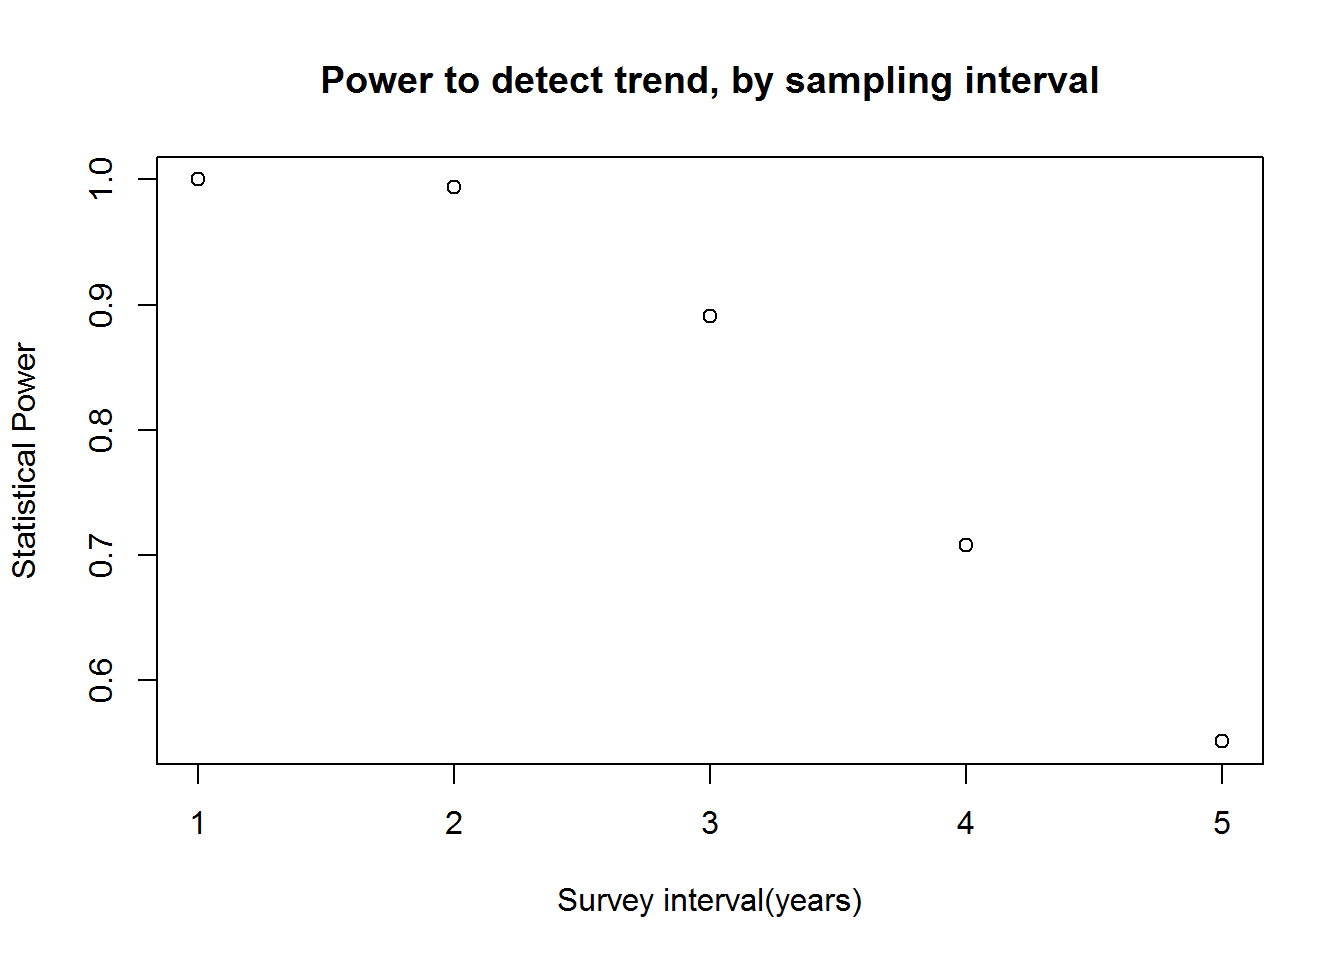 Power to detect trend, by sampling interval
Statistical Power
1.0
0.9
0.8
0.7
0.6
1 2 3 4 5
Survey interval(years)